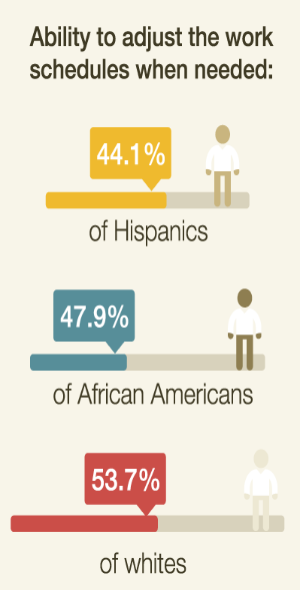 Ability to adjust the work
schedules when needed:
44.1%
of Hispanics
47.9%
of African Americans
53.7%
of whites